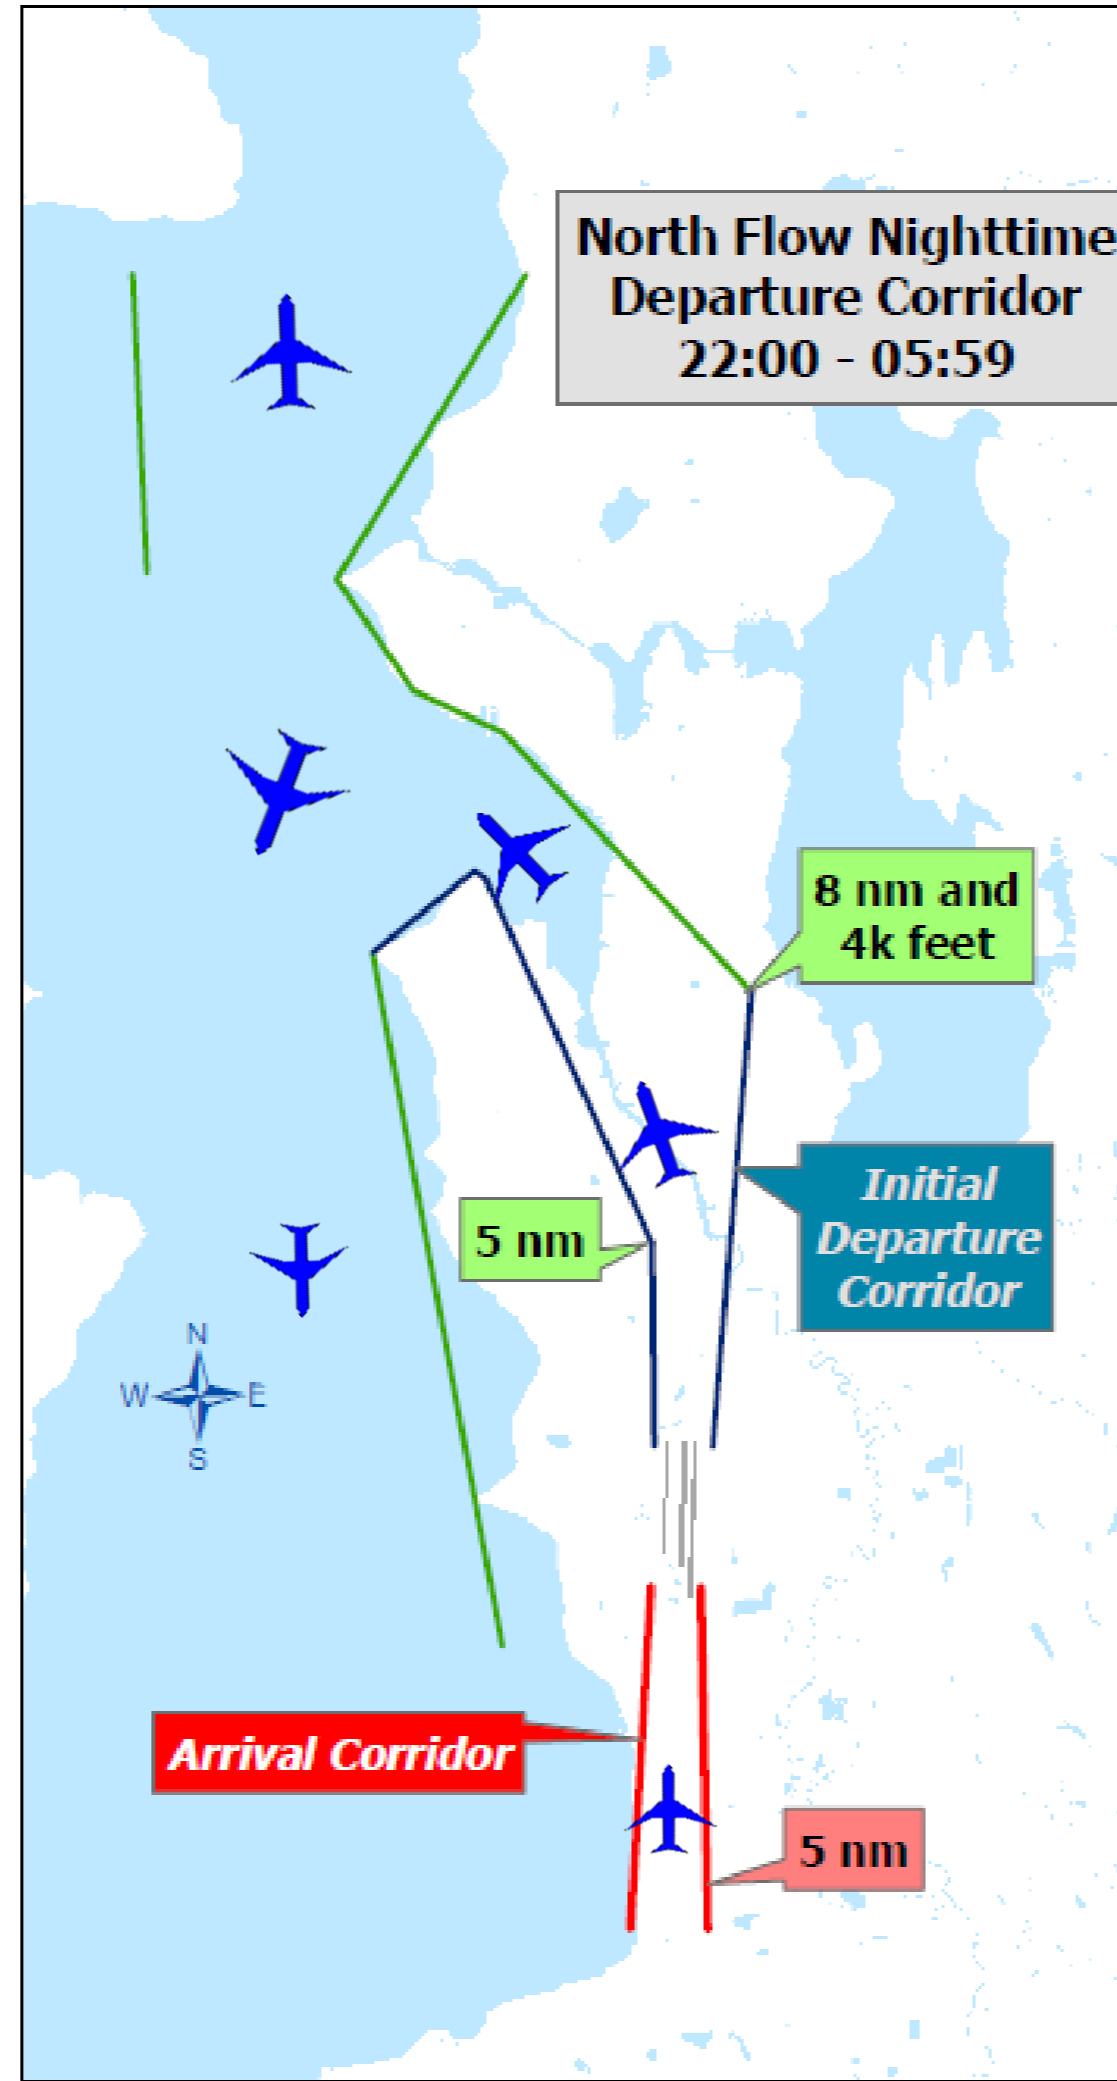 North Flow Nighttime
Departure Corridor
22:00 - 05:59
8 nm and
4k feet
Initial
Departure
Corridor
5 nm
N
W E
S
Arrival Corridor
5 nm